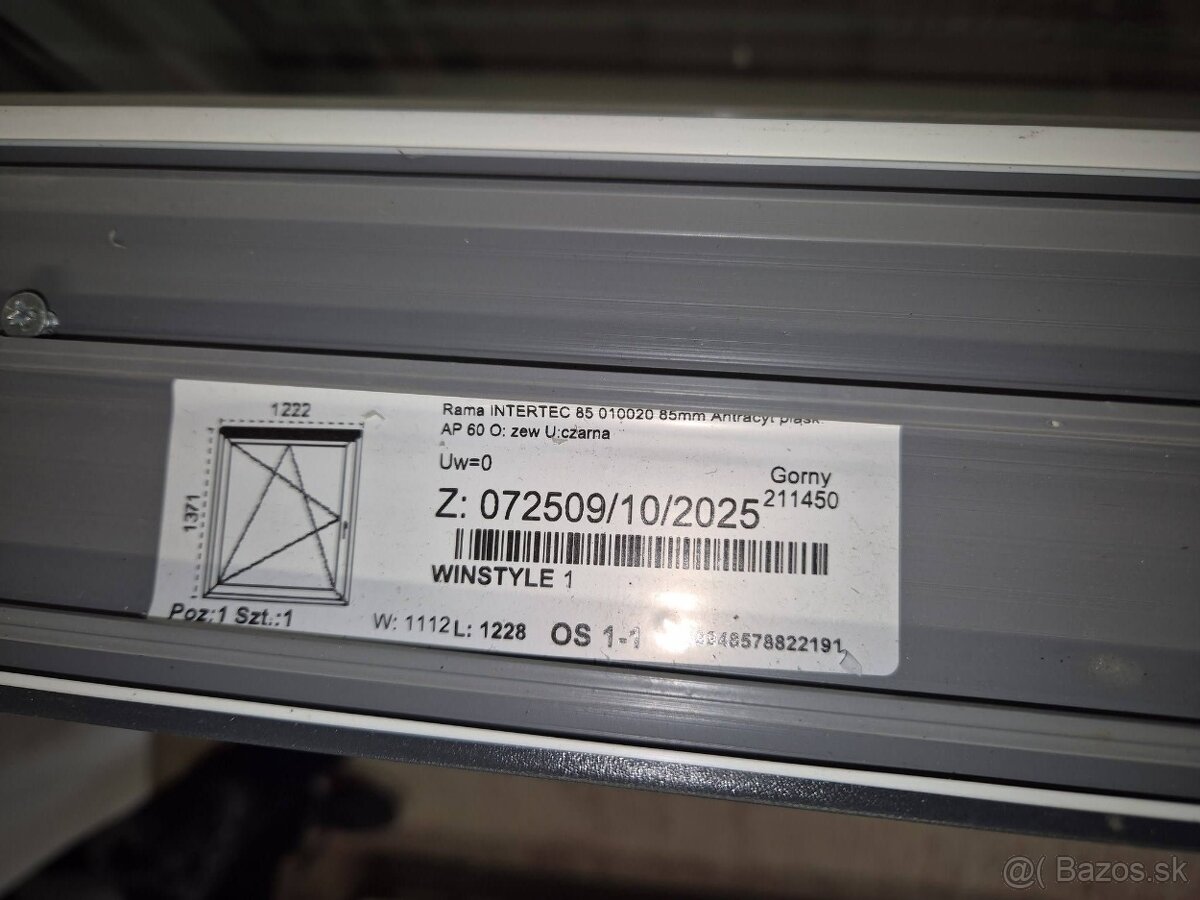 1222
1371
Poz:1 Szt.:1
Rama INTERTEC 85 010020 85mm Antracyt piask.
AP 60 O: zew U:czarna
Uw=0
Gorny
Z: 072509/10/2025 211450
WINSTYLE 1
W: 1112 L: 1228 OS 1-1
@( Bazos.sk